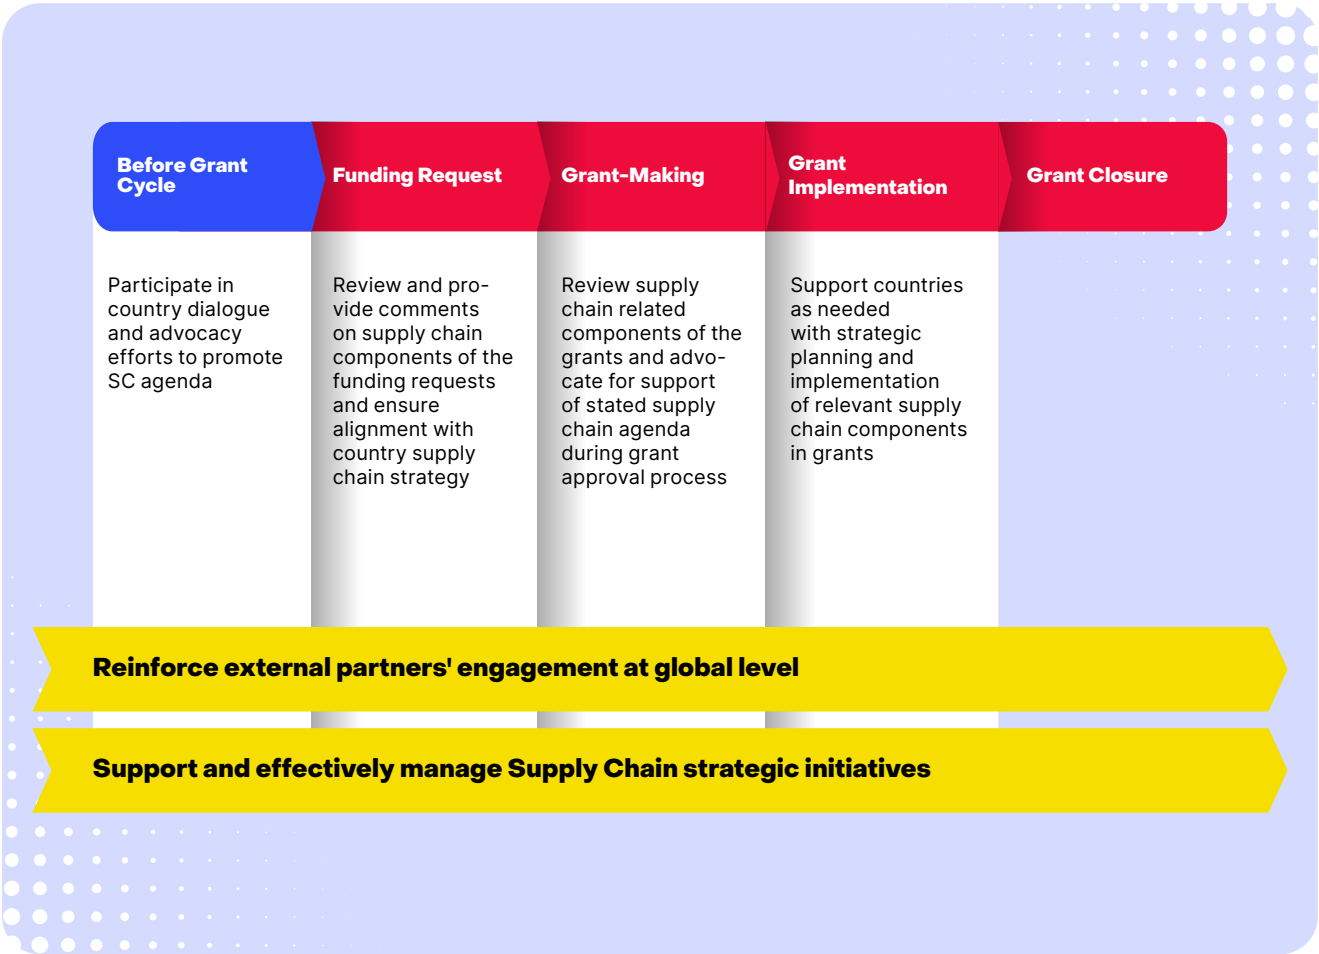 Before Grant
Cycle
Funding Request
Grant-Making
Grant
Implementation
Grant Closure
Participate in
country dialogue
and advocacy
efforts to promote
SC agenda
Review and pro-
vide comments
on supply chain
components of the
funding requests
and ensure
alignment with
country supply
chain strategy
Review supply
chain related
components of the
grants and advo-
cate for support
of stated supply
chain agenda
during grant
approval process
Support countries
as needed
with strategic
planning and
implementation
of relevant supply
chain components
in grants
Reinforce external partners' engagement at global level
Support and effectively manage Supply Chain strategic initiatives